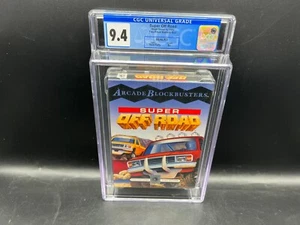 CGC UNIVERSAL GRADE
9.4
Super Off Road
ARCADE BLOCKBUSTERS
SUPER
OFF ROAD